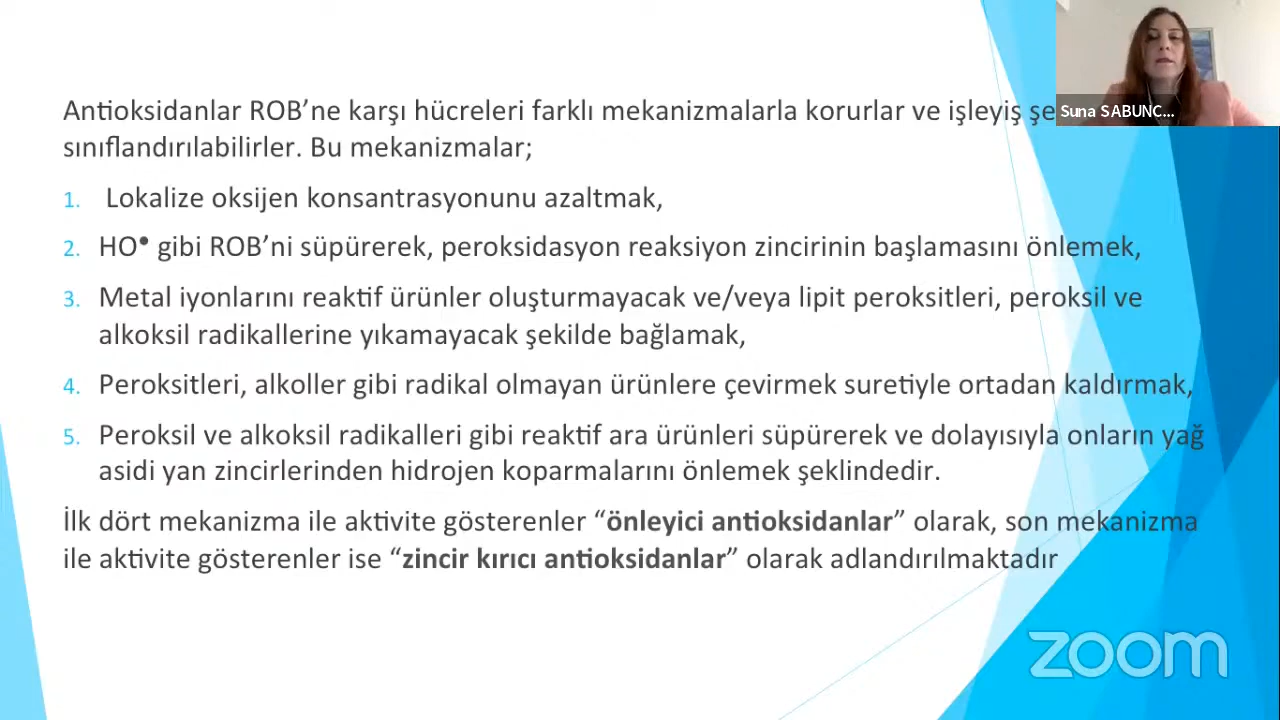 Antioksidanlar ROB’ne karşı hücreleri farklı mekanizmalarla korurlar ve işleyiş
sınıflandırılabilirler. Bu mekanizmalar;
1. Lokalize oksijen konsantrasyonunu azaltmak,
2. HO• gibi ROB’ni süpürerek, peroksidasyon reaksiyon zincirinin başlamasını önlemek,
3. Metal iyonlarını reaktif ürünler oluşturmayacak ve/veya lipit peroksitleri, peroksil ve
alkoksil radikallerine yıkamayacak şekilde bağlamak,
4. Peroksitleri, alkoller gibi radikal olmayan ürünlere çevirmek suretiyle ortadan kaldırmak,
5. Peroksil ve alkoksil radikalleri gibi reaktif ara ürünleri süpürerek ve dolayısıyla onların yağ
asidi yan zincirlerinden hidrojen koparmalarını önlemek şeklindedir.
İlk dört mekanizma ile aktivite gösterenler “önleyici antioksidanlar” olarak, son mekanizma
ile aktivite gösterenler ise “zincir kırıcı antioksidanlar” olarak adlandırılmaktadır
Suna SABUNC...
zoom